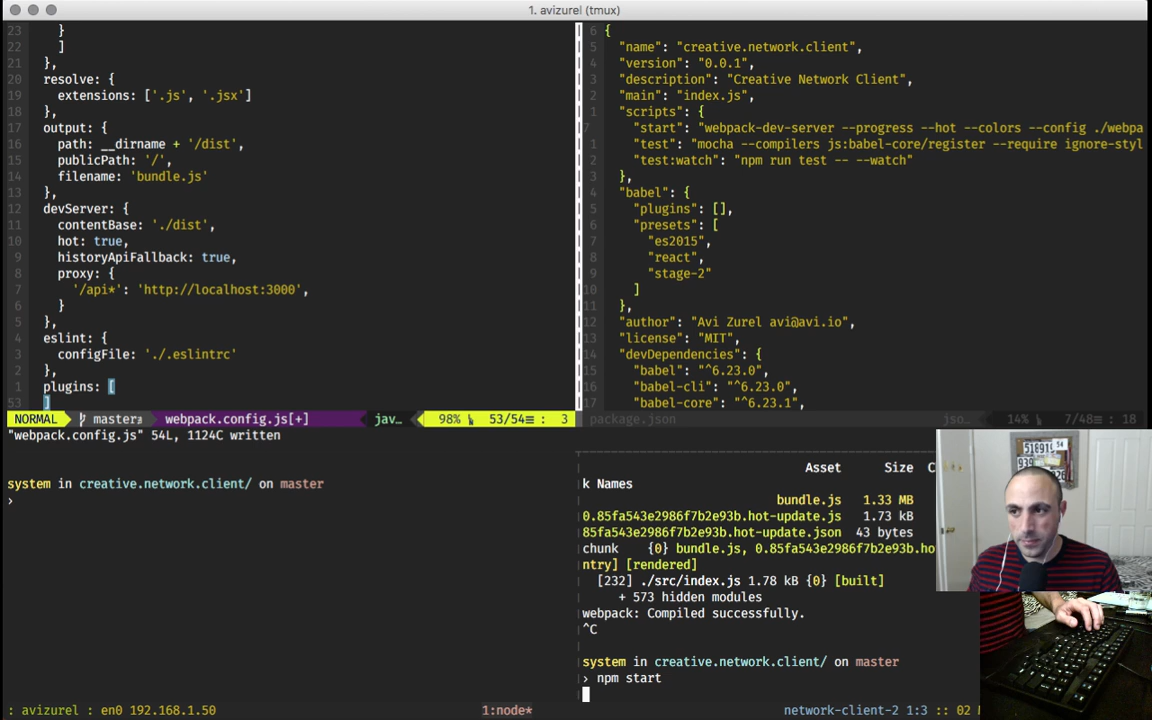 1. avizurel (tmux)
23 }
22 ]
21 },
20 resolve: {
19 extensions: ['.js', '.jsx']
18 },
17 output: {
16 path: __dirname + '/dist',
15 publicPath: '/',
14 filename: 'bundle.js'
13 },
12 devServer: {
11 contentBase: './dist',
10 hot: true,
9 historyApiFallback: true,
8 proxy: {
7 '/api*': 'http://localhost:3000',
6 }
5 },
4 eslint: {
3 configFile: './.eslintrc'
2 },
1 plugins: [
53 ]
NORMAL master webpack.config.js[+] jav… 98% 53/54≡ : 3
"webpack.config.js" 54L, 1124C written
system in creative.network.client/ on master
›
6 {
5 "name": "creative.network.client",
4 "version": "0.0.1",
3 "description": "Creative Network Client",
2 "main": "index.js",
1 "scripts": {
7 "start": "webpack-dev-server --progress --hot --colors --config ./webpa
1 "test": "mocha --compilers js:babel-core/register --require ignore-styl
2 "test:watch": "npm run test -- --watch"
3 },
4 "babel": {
5 "plugins": [],
6 "presets": [
7 "es2015",
8 "react",
9 "stage-2"
10 ]
11 },
12 "author": "Avi Zurel avi@avi.io",
13 "license": "MIT",
14 "devDependencies": {
15 "babel": "^6.23.0",
16 "babel-cli": "^6.23.0",
17 "babel-core": "^6.23.1",
package.json jso… 14% 7/48≡ : 18
Asset Size C
k Names
bundle.js 1.33 MB
0.85fa543e2986f7b2e93b.hot-update.js 1.73 kB
85fa543e2986f7b2e93b.hot-update.json 43 bytes
chunk {0} bundle.js, 0.85fa543e2986f7b2e93b.ho
ntry] [rendered]
[232] ./src/index.js 1.78 kB {0} [built]
+ 573 hidden modules
webpack: Compiled successfully.
^C
system in creative.network.client/ on master
› npm start
: avizurel : en0 192.168.1.50 1:node* network-client-2 1:3 :: 02